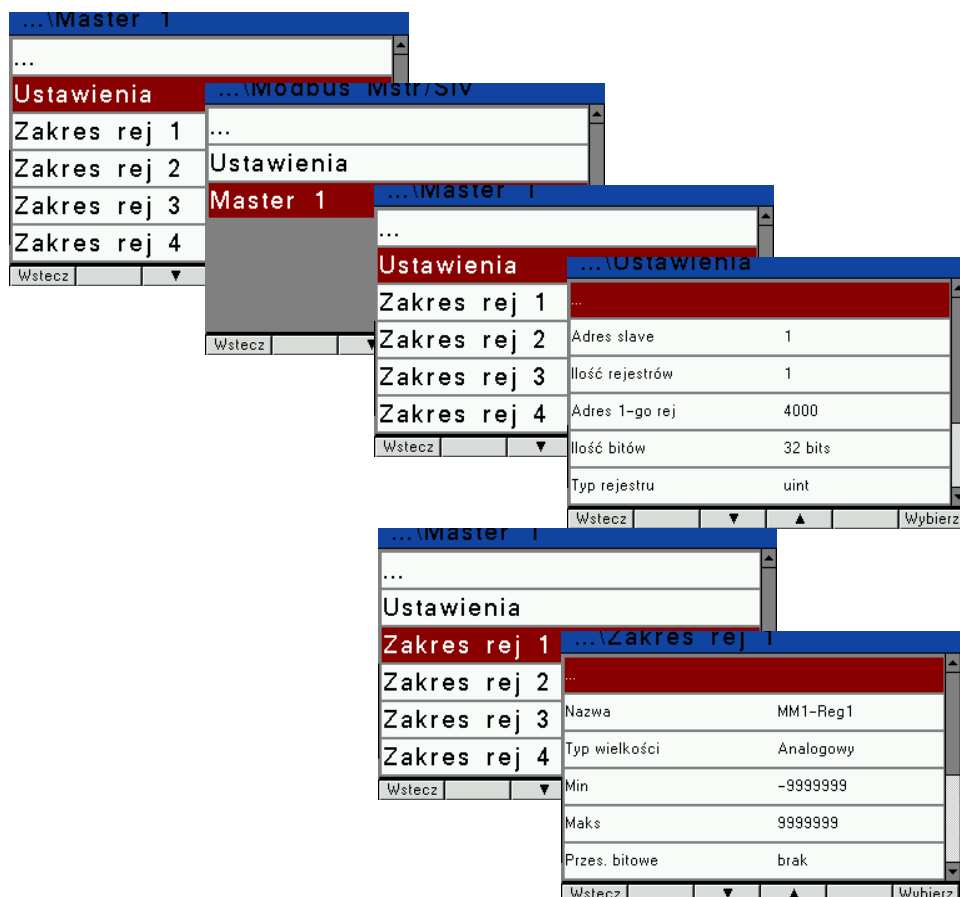 ...\Master 1
...
Ustawienia
Zakres rej 1
Zakres rej 2
Zakres rej 3
Zakres rej 4
Wstecz ▼
...\Modbus Mstr/Slv
...
Ustawienia
Master 1
Wstecz
...\Master 1
...
Ustawienia
Zakres rej 1
Zakres rej 2
Zakres rej 3
Zakres rej 4
Wstecz ▼
...\Ustawienia
...
Adres slave 1
Ilość rejestrów 1
Adres 1-go rej 4000
Ilość bitów 32 bits
Typ rejestru uint
Wstecz ▼ ▲ Wybierz
...\Master 1
...
Ustawienia
Zakres rej 1
Zakres rej 2
Zakres rej 3
Zakres rej 4
Wstecz ▼
...\Zakres rej 1
...
Nazwa MM1-Reg1
Typ wielkości Analogowy
Min -9999999
Maks 9999999
Przes. bitowe brak
Wstecz ▼ ▲ Wybierz